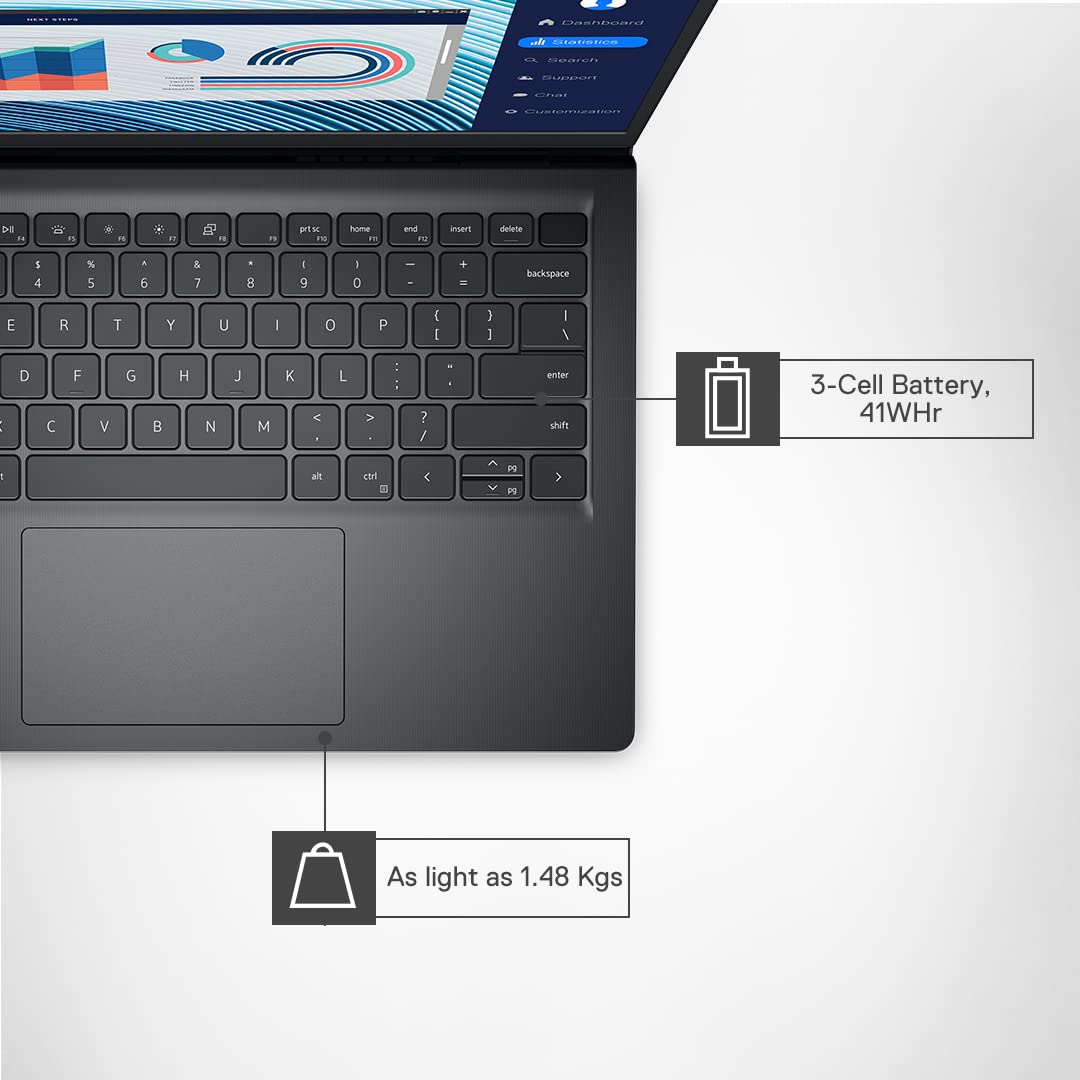 NEXT STEPS
Dashboard
Statistics
Search
Support
Chat
Customization
F4 F5 F6 F7 F8 F9 prt sc F10 home F11 end F12 insert delete
$ 4 % 5 ^ 6 & 7 * 8 ( 9 ) 0 — - + = backspace
E R T Y U I O P { [ } ] | \
D F G H J K L : ; " ' enter
C V B N M < , > . ? / shift
alt ctrl < ^ pg >
pg
3-Cell Battery,
41WHr
As light as 1.48 Kgs